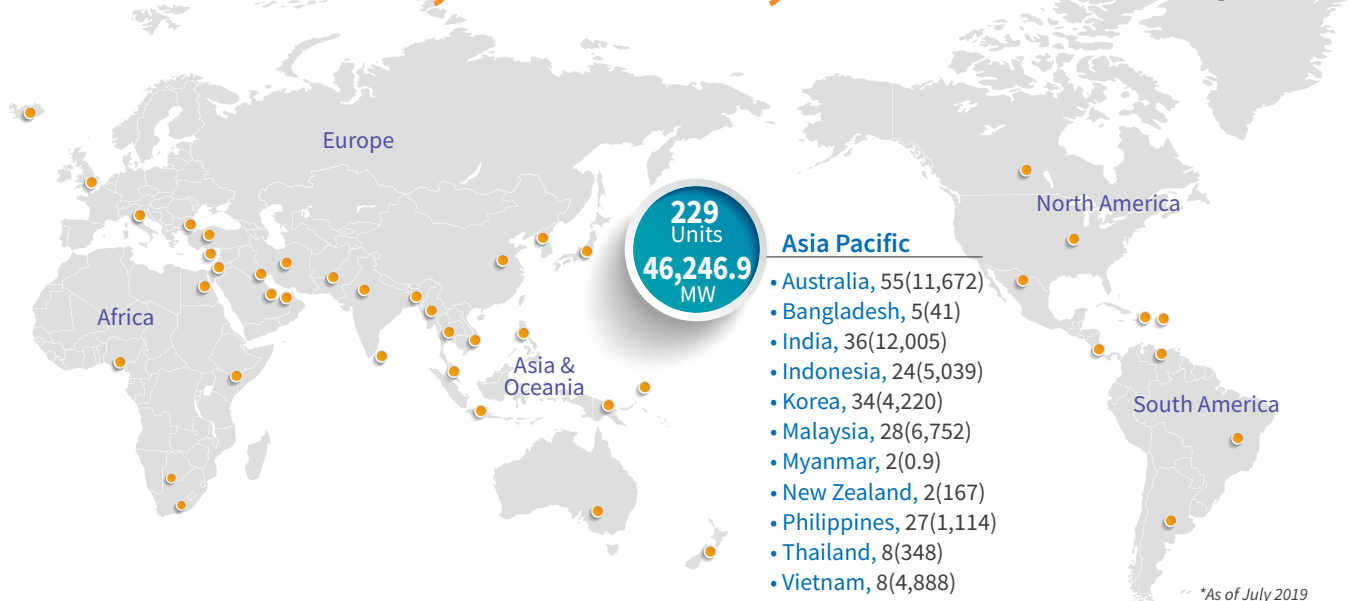 Europe
North America
Africa
Asia &
Oceania
South America
229
Units
46,246.9
MW
Asia Pacific
• Australia, 55(11,672)
• Bangladesh, 5(41)
• India, 36(12,005)
• Indonesia, 24(5,039)
• Korea, 34(4,220)
• Malaysia, 28(6,752)
• Myanmar, 2(0.9)
• New Zealand, 2(167)
• Philippines, 27(1,114)
• Thailand, 8(348)
• Vietnam, 8(4,888)
*As of July 2019